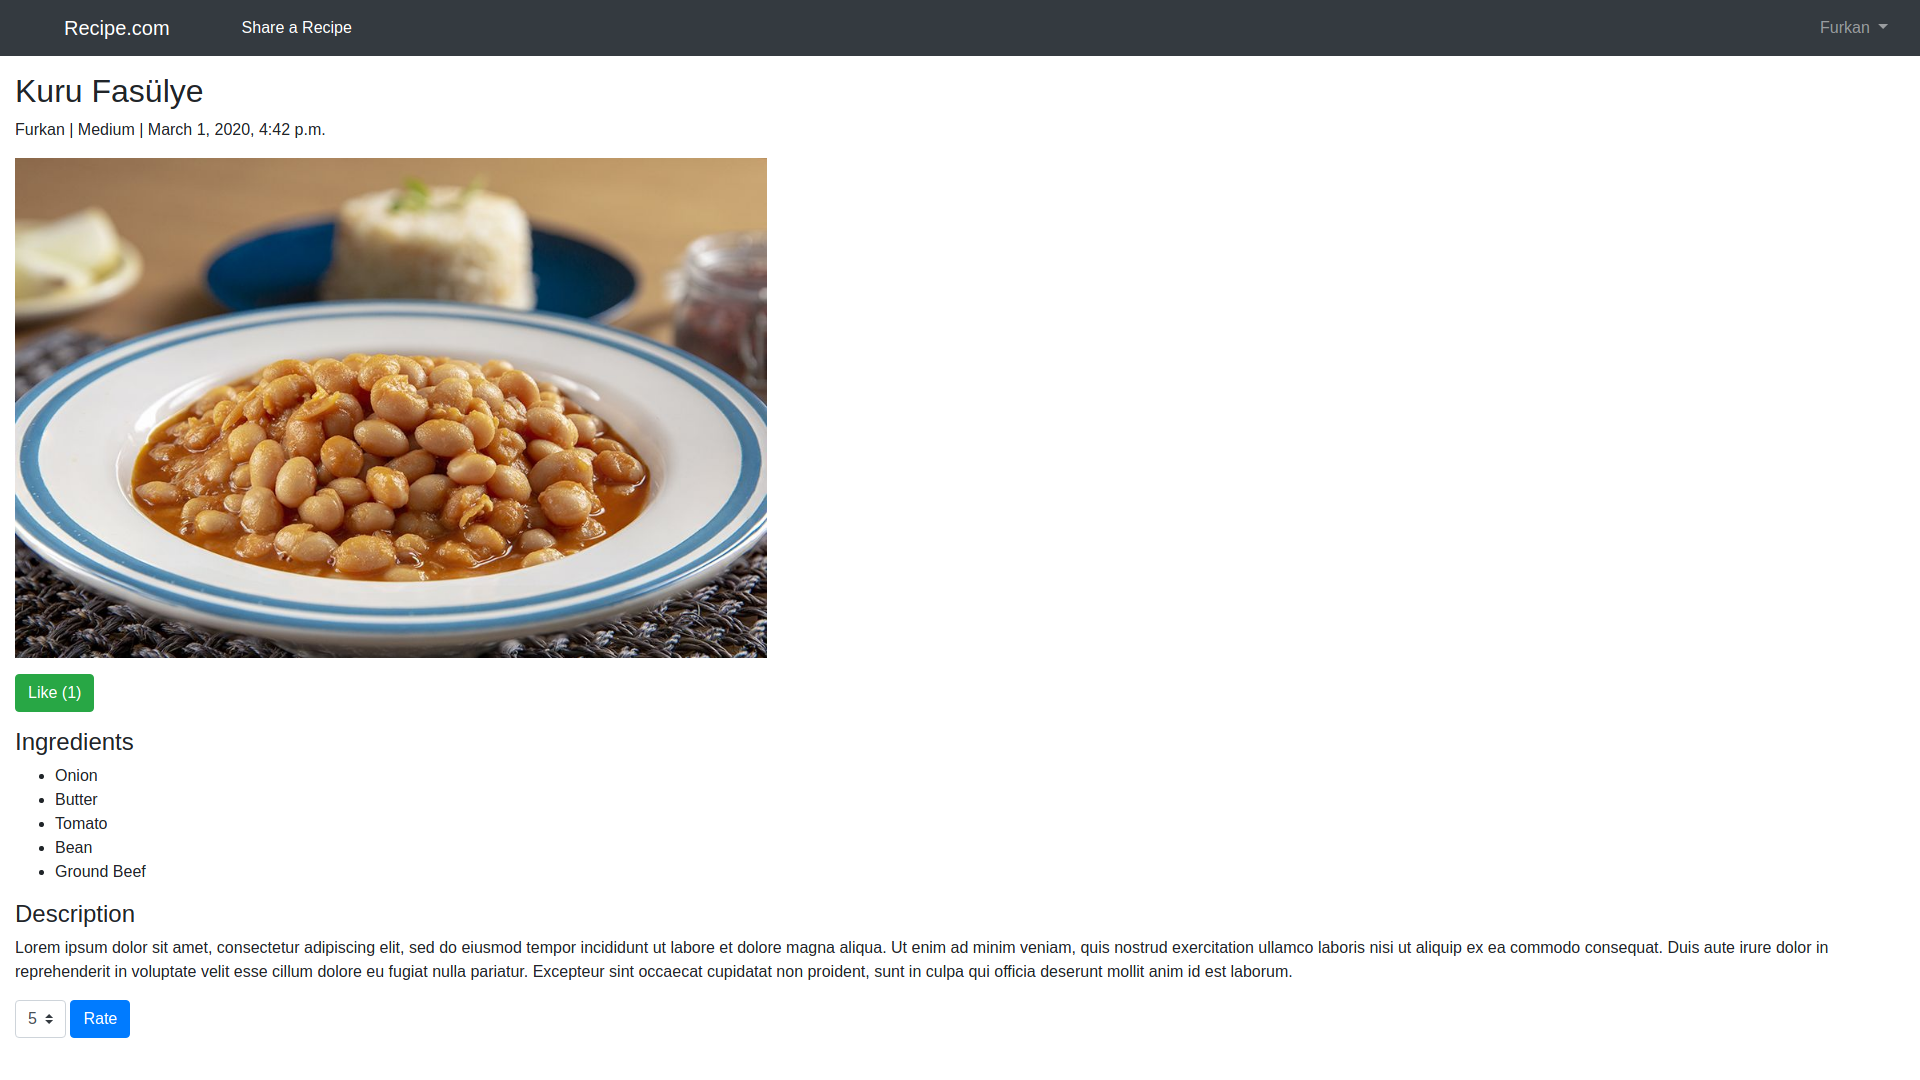 Recipe.com
Share a Recipe
Furkan
Kuru Fasülye
Furkan | Medium | March 1, 2020, 4:42 p.m.
Like (1)
Ingredients
Onion
Butter
Tomato
Bean
Ground Beef
Description
Lorem ipsum dolor sit amet, consectetur adipiscing elit, sed do eiusmod tempor incididunt ut labore et dolore magna aliqua. Ut enim ad minim veniam, quis nostrud exercitation ullamco laboris nisi ut aliquip ex ea commodo consequat. Duis aute irure dolor in
reprehenderit in voluptate velit esse cillum dolore eu fugiat nulla pariatur. Excepteur sint occaecat cupidatat non proident, sunt in culpa qui officia deserunt mollit anim id est laborum.
5
Rate